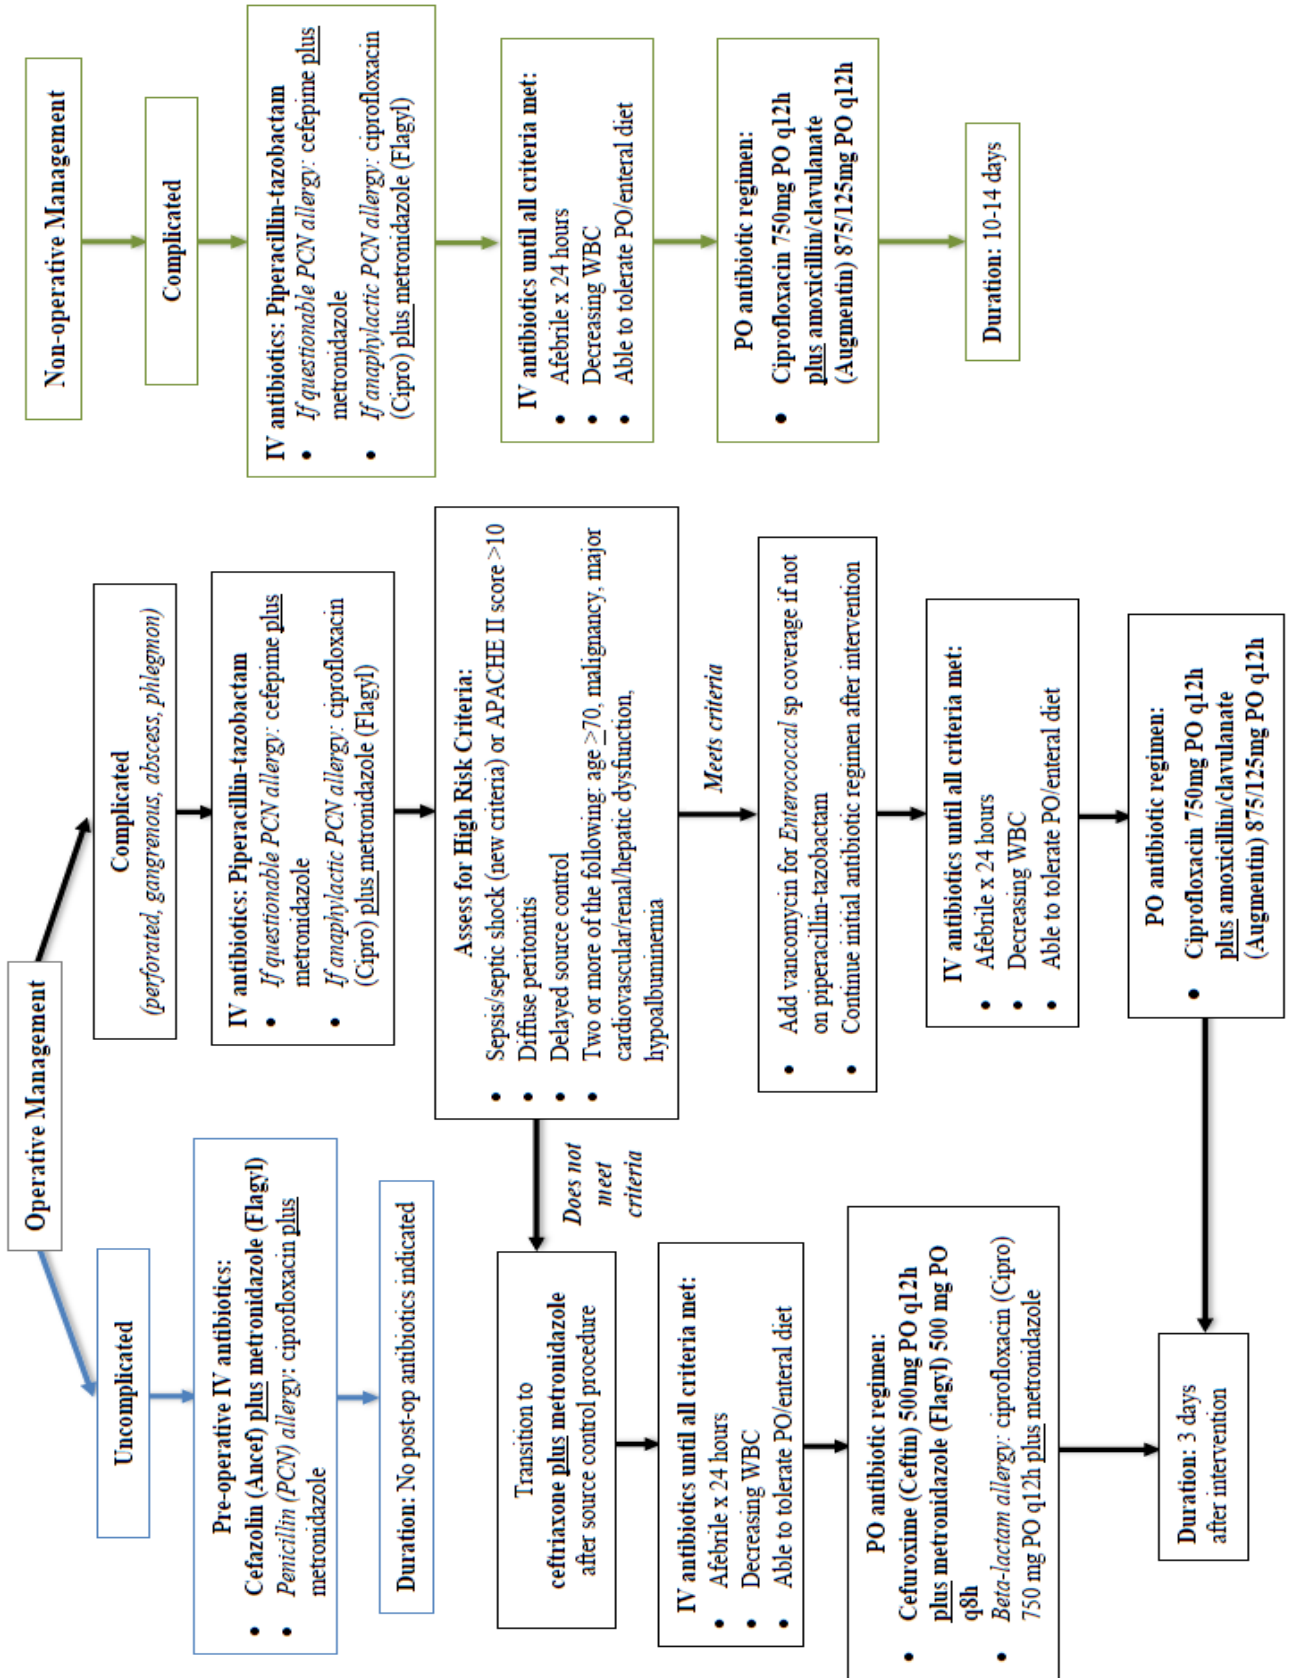 Operative Management
Uncomplicated
Pre-operative IV antibiotics:
• Cefazolin (Ancef) plus metronidazole (Flagyl)
• Penicillin (PCN) allergy: ciprofloxacin plus
metronidazole
Duration: No post-op antibiotics indicated
Complicated
(perforated, gangrenous, abscess, phlegmon)
IV antibiotics: Piperacillin-tazobactam
• If questionable PCN allergy: cefepime plus
metronidazole
• If anaphylactic PCN allergy: ciprofloxacin
(Cipro) plus metronidazole (Flagyl)
Assess for High Risk Criteria:
• Sepsis/septic shock (new criteria) or APACHE II score >10
• Diffuse peritonitis
• Delayed source control
• Two or more of the following: age ≥70, malignancy, major
cardiovascular/renal/hepatic dysfunction,
hypoalbuminemia
Does not
meet
criteria
Transition to
ceftriaxone plus metronidazole
after source control procedure
IV antibiotics until all criteria met:
• Afebrile x 24 hours
• Decreasing WBC
• Able to tolerate PO/enteral diet
PO antibiotic regimen:
• Cefuroxime (Ceftin) 500mg PO q12h
plus metronidazole (Flagyl) 500 mg PO
q8h
• Beta-lactam allergy: ciprofloxacin (Cipro)
750 mg PO q12h plus metronidazole
Duration: 3 days
after intervention
Meets criteria
• Add vancomycin for Enterococcal sp coverage if not
on piperacillin-tazobactam
• Continue initial antibiotic regimen after intervention
IV antibiotics until all criteria met:
• Afebrile x 24 hours
• Decreasing WBC
• Able to tolerate PO/enteral diet
PO antibiotic regimen:
• Ciprofloxacin 750mg PO q12h
plus amoxicillin/clavulanate
(Augmentin) 875/125mg PO q12h
Non-operative Management
Complicated
IV antibiotics: Piperacillin-tazobactam
• If questionable PCN allergy: cefepime plus
metronidazole
• If anaphylactic PCN allergy: ciprofloxacin
(Cipro) plus metronidazole (Flagyl)
IV antibiotics until all criteria met:
• Afebrile x 24 hours
• Decreasing WBC
• Able to tolerate PO/enteral diet
PO antibiotic regimen:
• Ciprofloxacin 750mg PO q12h
plus amoxicillin/clavulanate
(Augmentin) 875/125mg PO q12h
Duration: 10-14 days